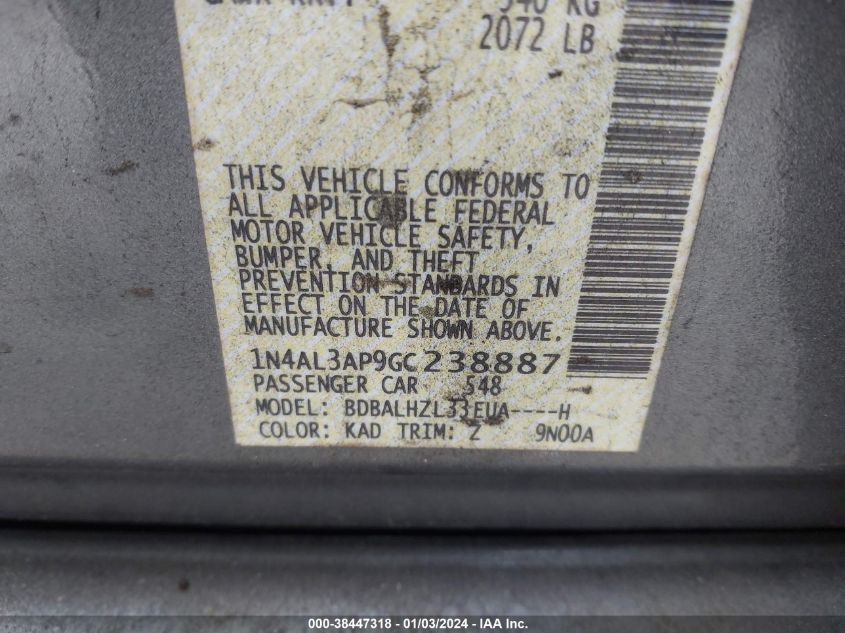 KG
2072 LB
THIS VEHICLE CONFORMS TO
ALL APPLICABLE FEDERAL
MOTOR VEHICLE SAFETY,
BUMPER, AND THEFT
PREVENTION STANDARDS IN
EFFECT ON THE DATE OF
MANUFACTURE SHOWN ABOVE.
1N4AL3AP9GC238887
PASSENGER CAR 548
MODEL: BDBALHZL33EUA----H
COLOR: KAD TRIM: Z 9N00A
000-38447318 - 01/03/2024 - IAA Inc.